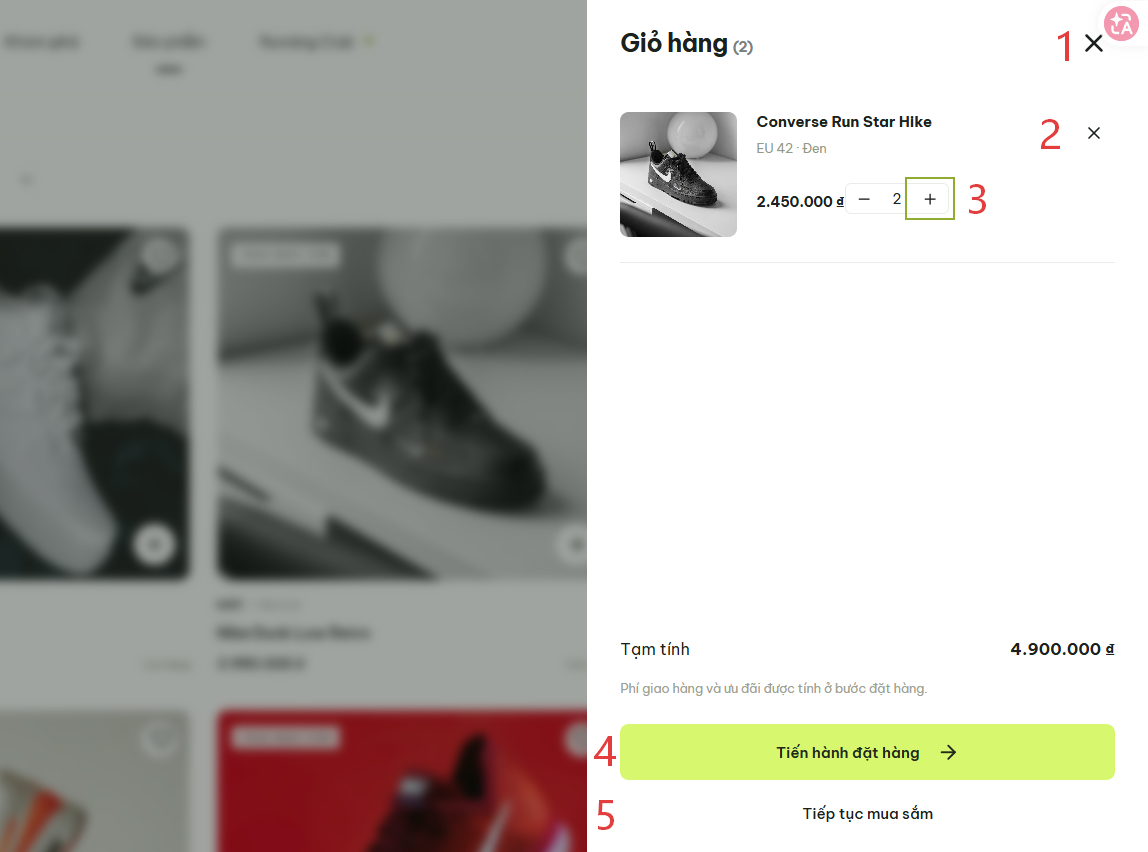 Giỏ hàng (2)
1
Converse Run Star Hike
2
EU 42 · Đen
2.450.000 ₫
2
3
Tạm tính
4.900.000 ₫
Phí giao hàng và ưu đãi được tính ở bước đặt hàng.
4
Tiến hành đặt hàng
5
Tiếp tục mua sắm